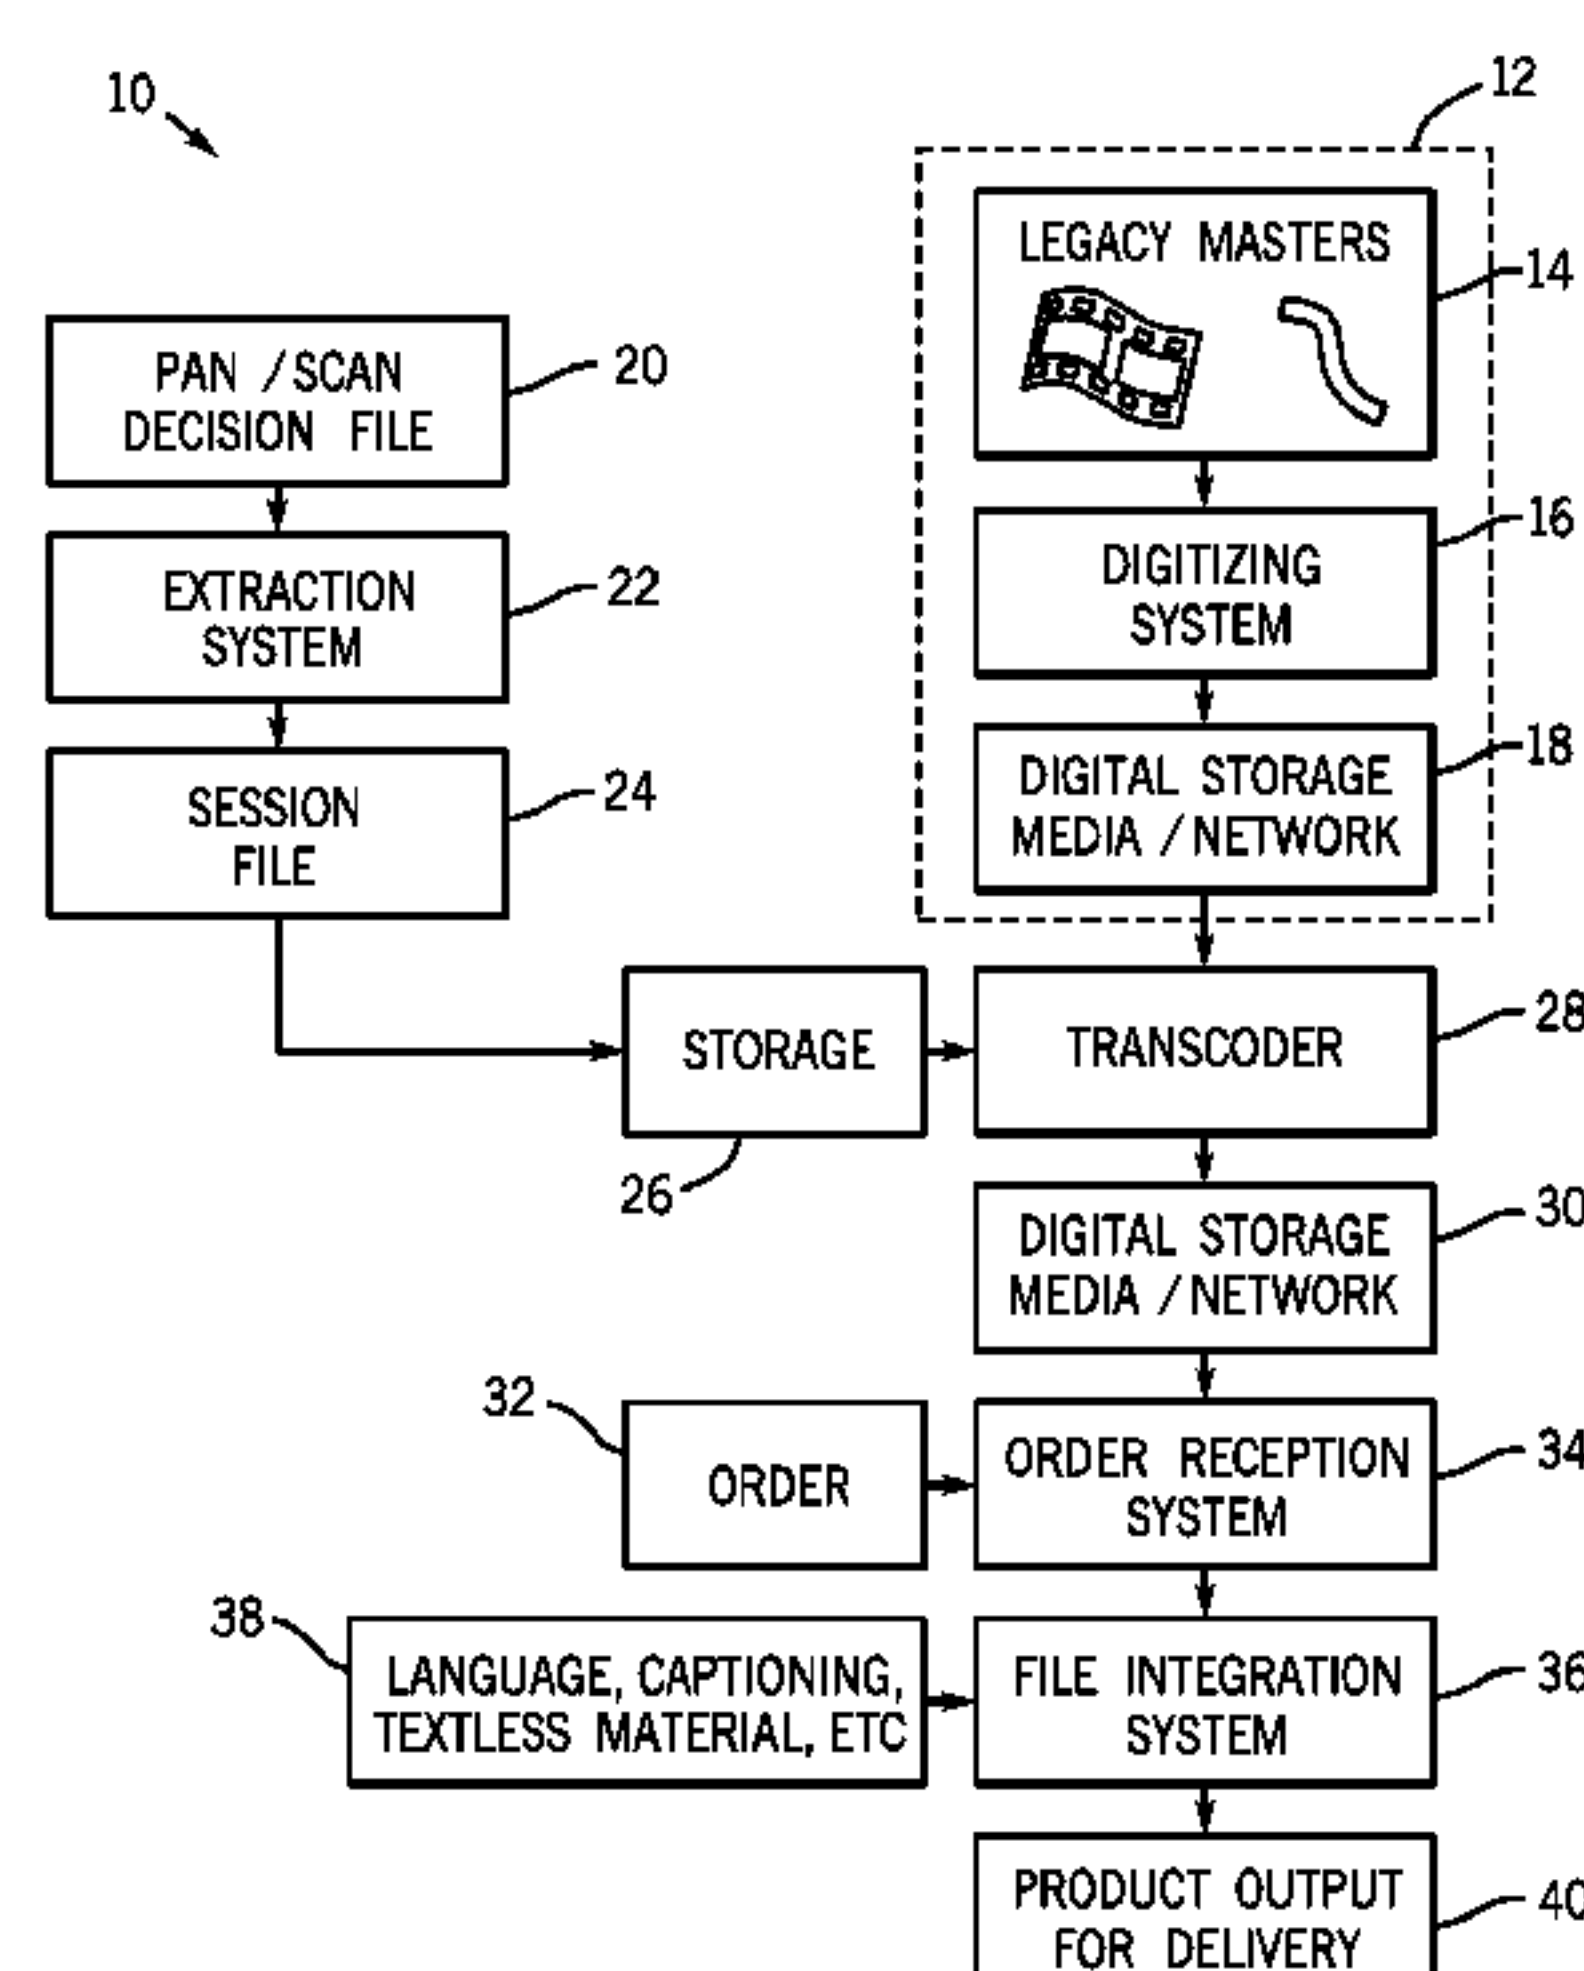 10
12
LEGACY MASTERS
14
PAN / SCAN
DECISION FILE
20
DIGITIZING
SYSTEM
16
EXTRACTION
SYSTEM
22
DIGITAL STORAGE
MEDIA / NETWORK
18
SESSION
FILE
24
STORAGE
26
TRANSCODER
28
DIGITAL STORAGE
MEDIA / NETWORK
30
32
ORDER
ORDER RECEPTION
SYSTEM
34
38
LANGUAGE, CAPTIONING,
TEXTLESS MATERIAL, ETC
FILE INTEGRATION
SYSTEM
36
PRODUCT OUTPUT
FOR DELIVERY
40